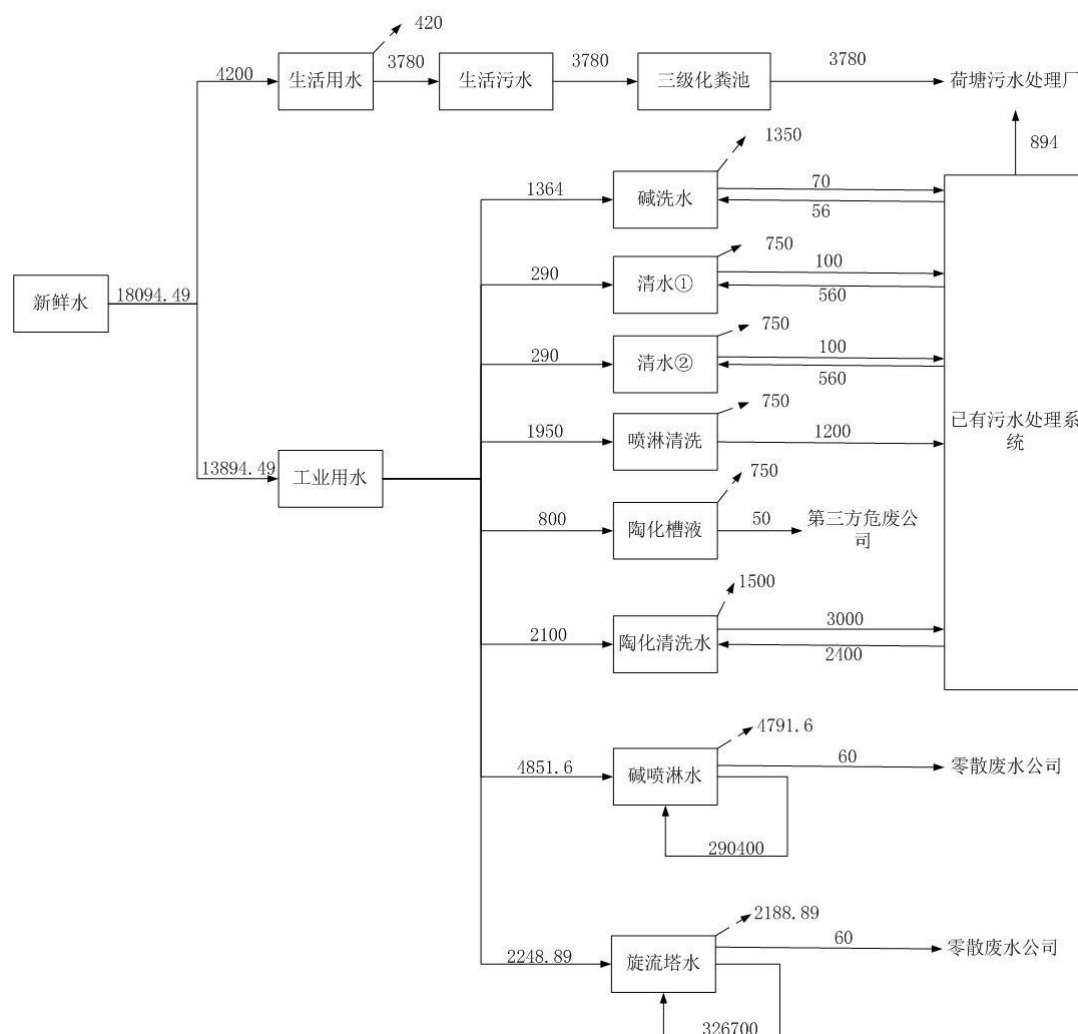 420
4200
生活用水
3780
生活污水
3780
三级化粪池
3780
荷塘污水处理厂
894
1350
1364
碱洗水
70
56
750
290
清水①
100
560
新鲜水
18094.49
750
290
清水②
100
560
750
1950
喷淋清洗
1200
已有污水处理系
统
13894.49
工业用水
750
800
陶化槽液
50
第三方危废公
司
1500
2100
陶化清洗水
3000
2400
4791.6
4851.6
碱喷淋水
60
零散废水公司
290400
2188.89
2248.89
旋流塔水
60
零散废水公司
326700